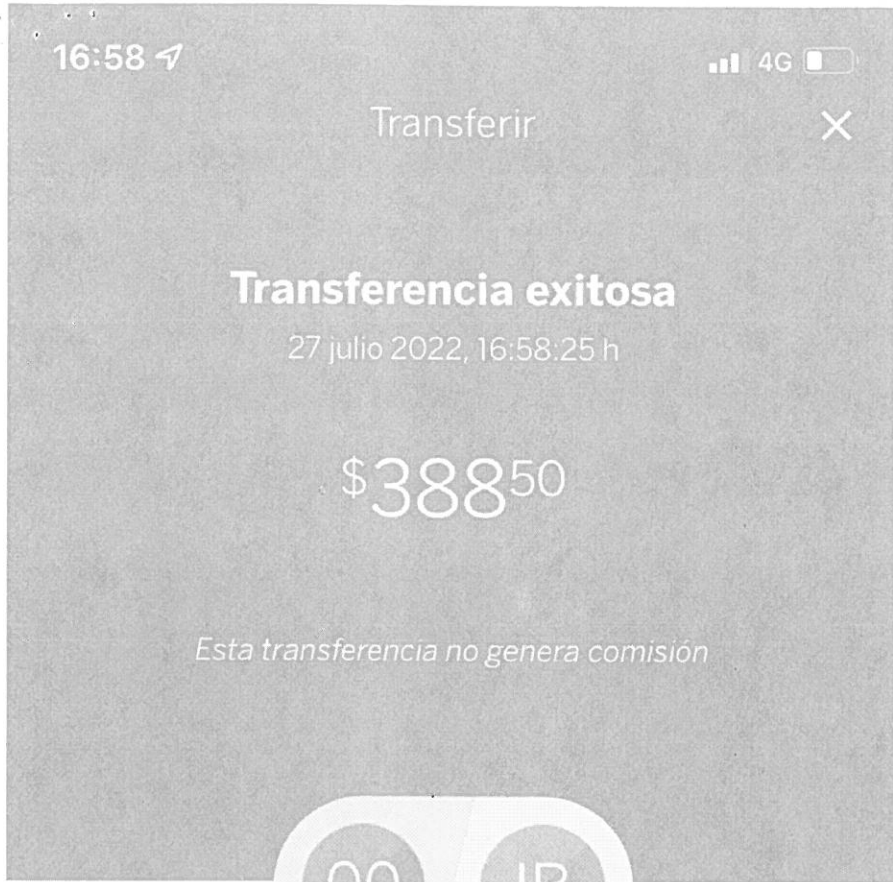 16:58
4G
Transferir
Transferencia exitosa
27 julio 2022, 16:58:25 h
$38850
Esta transferencia no genera comisión